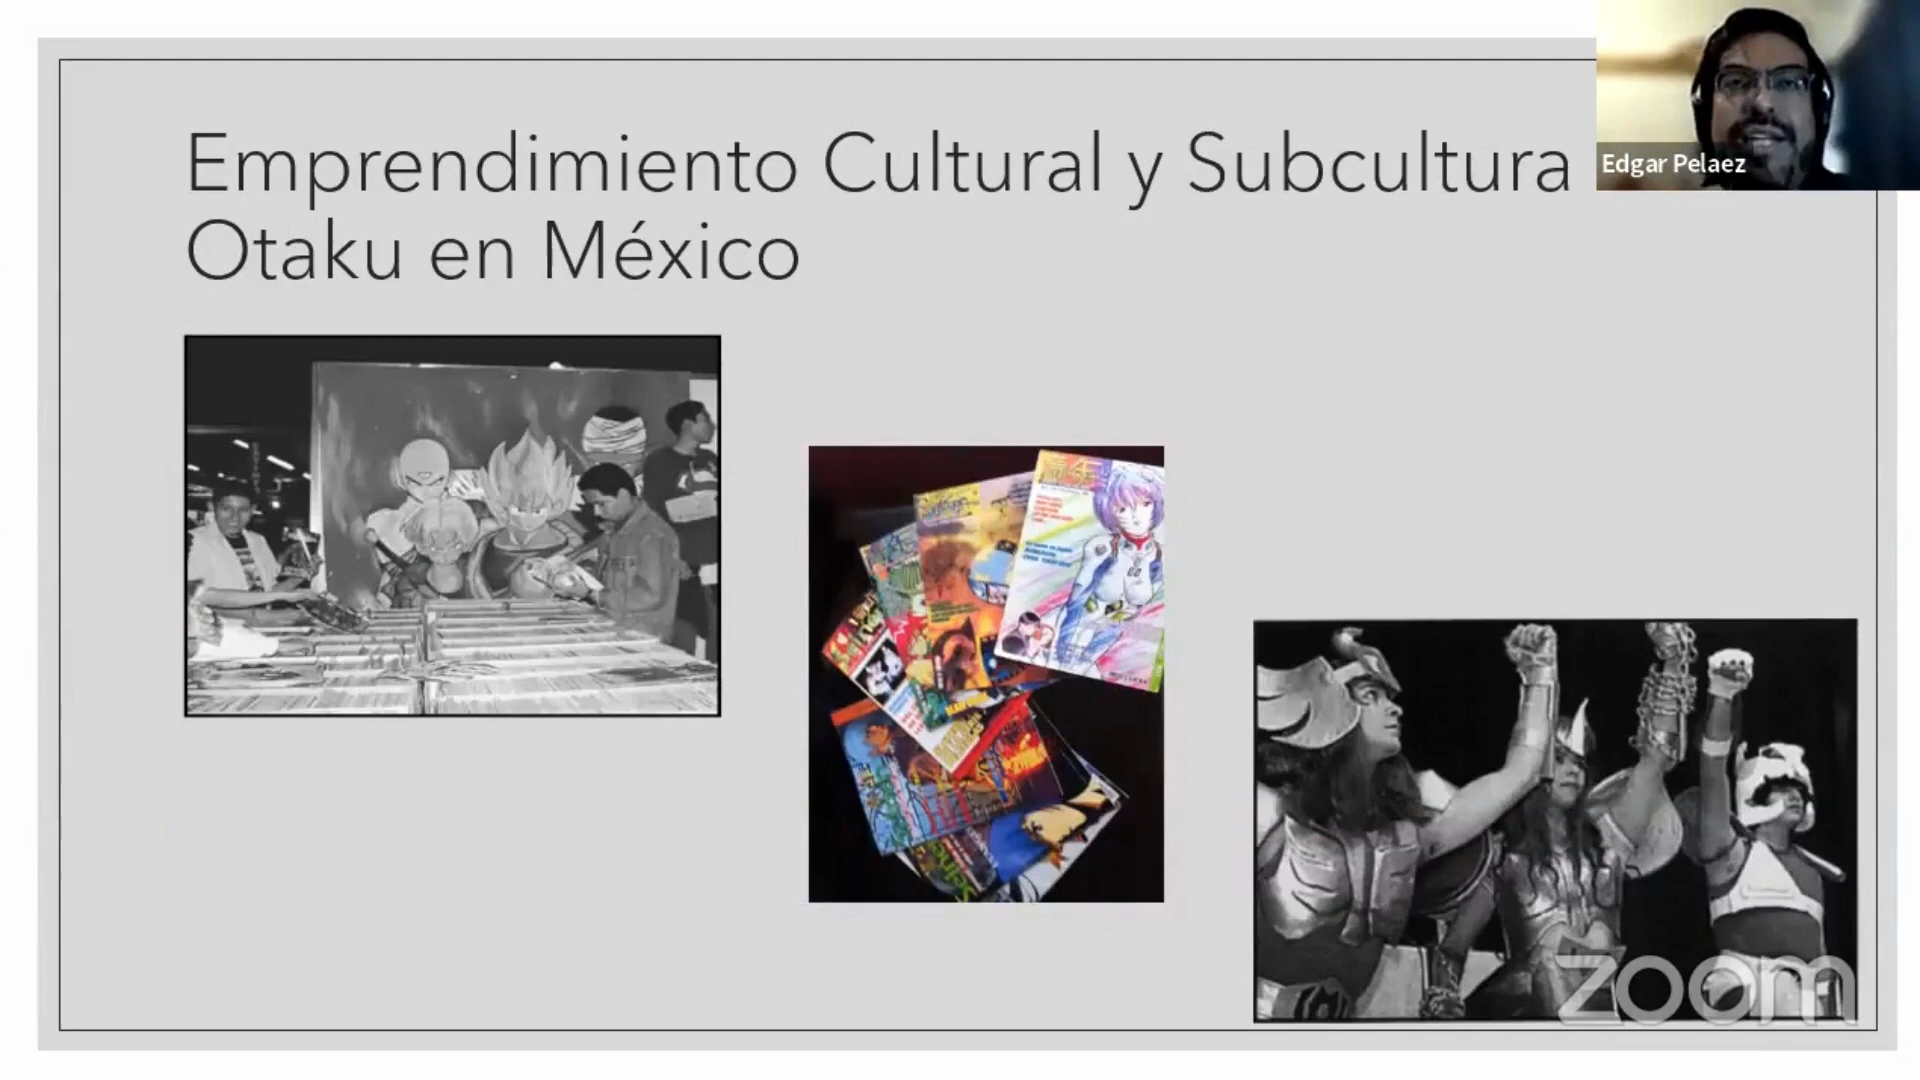 Emprendimiento Cultural y Subcultura
Otaku en México
Edgar Pelaez
zoom